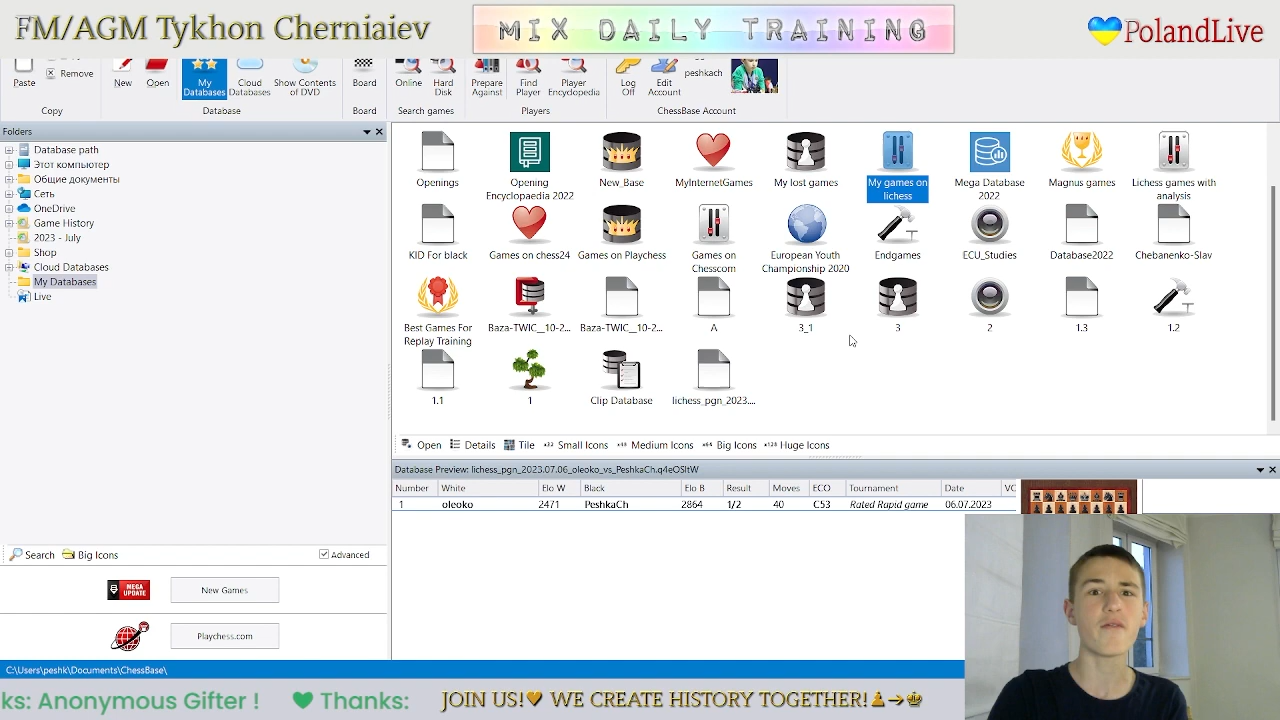 FM/AGM Tykhon Cherniaiev
MIX DAILY TRAINING
PolandLive
Paste
Remove
New
Open
My Databases
Cloud Databases
Show Contents of DVD
Board
Online
Hard Disk
Prepare Against
Find Player
Player Encyclopedia
Log Off
Edit Account
peshkach
Copy
Database
Board
Search games
Players
ChessBase Account
Folders
Database path
Этот компьютер
Общие документы
Сеть
OneDrive
Game History
2023 - July
Shop
Cloud Databases
My Databases
Live
Openings
Opening Encyclopaedia 2022
New_Base
MyInternetGames
My lost games
My games on lichess
Mega Database 2022
Magnus games
Lichess games with analysis
KID For black
Games on chess24
Games on Playchess
Games on Chesscom
European Youth Championship 2020
Endgames
ECU_Studies
Database2022
Chebanenko-Slav
Best Games For Replay Training
Baza-TWIC__10-2...
Baza-TWIC__10-2...
A
3_1
3
2
1.3
1.2
1.1
1
Clip Database
lichess_pgn_2023....
Open
Details
Tile
Small Icons
Medium Icons
Big Icons
Huge Icons
Database Preview: lichess_pgn_2023.07.06_oleoko_vs_PeshkaCh.q4eOSltW
Number White Elo W Black Elo B Result Moves ECO Tournament Date VC
1 oleoko 2471 PeshkaCh 2864 1/2 40 C53 Rated Rapid game 06.07.2023
Search
Big Icons
Advanced
MEGA UPDATE
New Games
Playchess.com
C:\Users\peshk\Documents\ChessBase\
ks: Anonymous Gifter !
Thanks:
JOIN US! WE CREATE HISTORY TOGETHER!